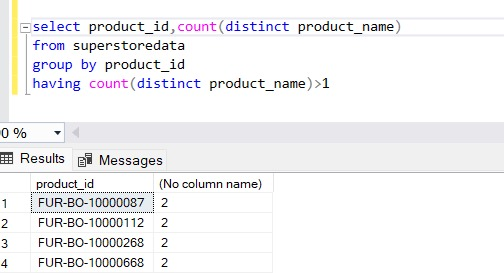 select product_id,count(distinct product_name)
from superstoredata
group by product_id
having count(distinct product_name)>1
0 %
Results Messages
product_id (No column name)
1 FUR-BO-10000087 2
2 FUR-BO-10000112 2
3 FUR-BO-10000268 2
4 FUR-BO-10000668 2